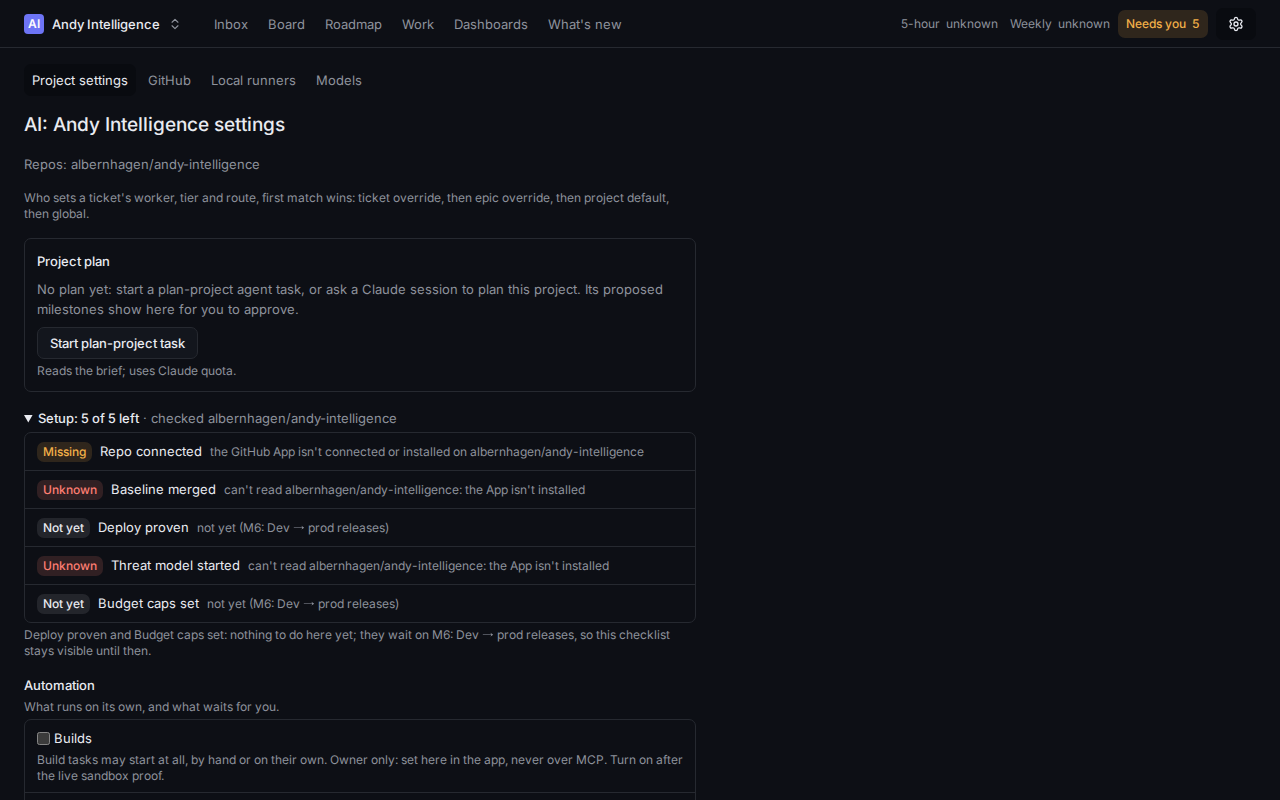 AI Andy Intelligence Inbox Board Roadmap Work Dashboards What's new 5-hour unknown Weekly unknown Needs you 5
Project settings GitHub Local runners Models
AI: Andy Intelligence settings
Repos: albernhagen/andy-intelligence
Who sets a ticket's worker, tier and route, first match wins: ticket override, then epic override, then project default,
then global.
Project plan
No plan yet: start a plan-project agent task, or ask a Claude session to plan this project. Its proposed
milestones show here for you to approve.
Start plan-project task
Reads the brief; uses Claude quota.
▼ Setup: 5 of 5 left · checked albernhagen/andy-intelligence
Missing Repo connected the GitHub App isn't connected or installed on albernhagen/andy-intelligence
Unknown Baseline merged can't read albernhagen/andy-intelligence: the App isn't installed
Not yet Deploy proven not yet (M6: Dev → prod releases)
Unknown Threat model started can't read albernhagen/andy-intelligence: the App isn't installed
Not yet Budget caps set not yet (M6: Dev → prod releases)
Deploy proven and Budget caps set: nothing to do here yet; they wait on M6: Dev → prod releases, so this checklist
stays visible until then.
Automation
What runs on its own, and what waits for you.
Builds
Build tasks may start at all, by hand or on their own. Owner only: set here in the app, never over MCP. Turn on after
the live sandbox proof.